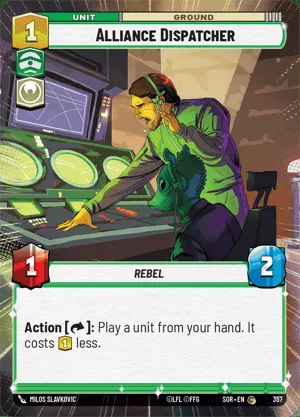 UNIT GROUND
1 ALLIANCE DISPATCHER
1 REBEL 2
Action [ ]: Play a unit from your hand. It
costs 1 less.
MILOS SLAVKOVIC ©LFL ©FFG SOR • EN C 357